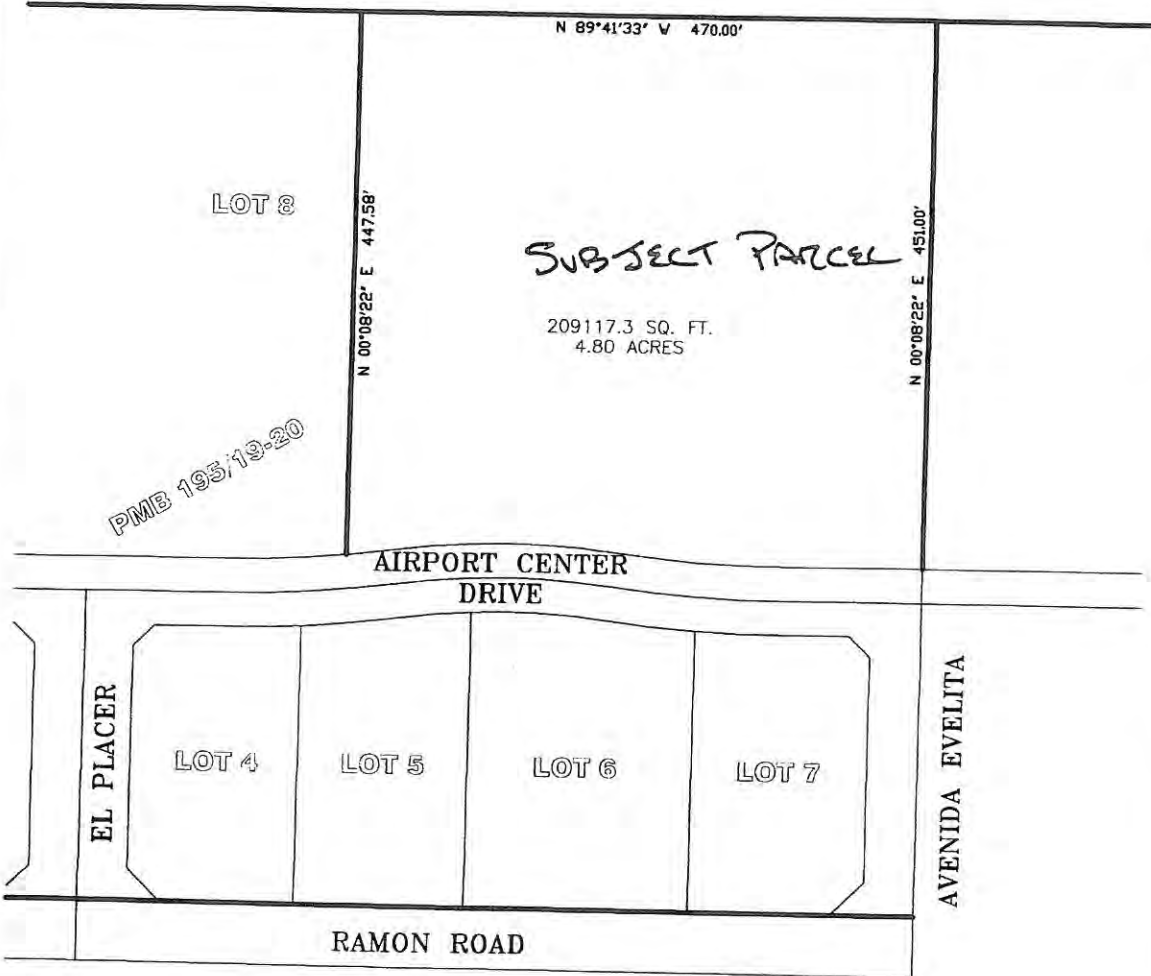 N 89°41'33" W 470.00'
LOT 8
N 00°08'22" E 447.58'
SUBJECT PARCEL
N 00°08'22" E 451.00'
209117.3 SQ. FT.
4.80 ACRES
PMB 195/19-20
AIRPORT CENTER
DRIVE
EL PLACER
LOT 4
LOT 5
LOT 6
LOT 7
AVENIDA EVELITA
RAMON ROAD